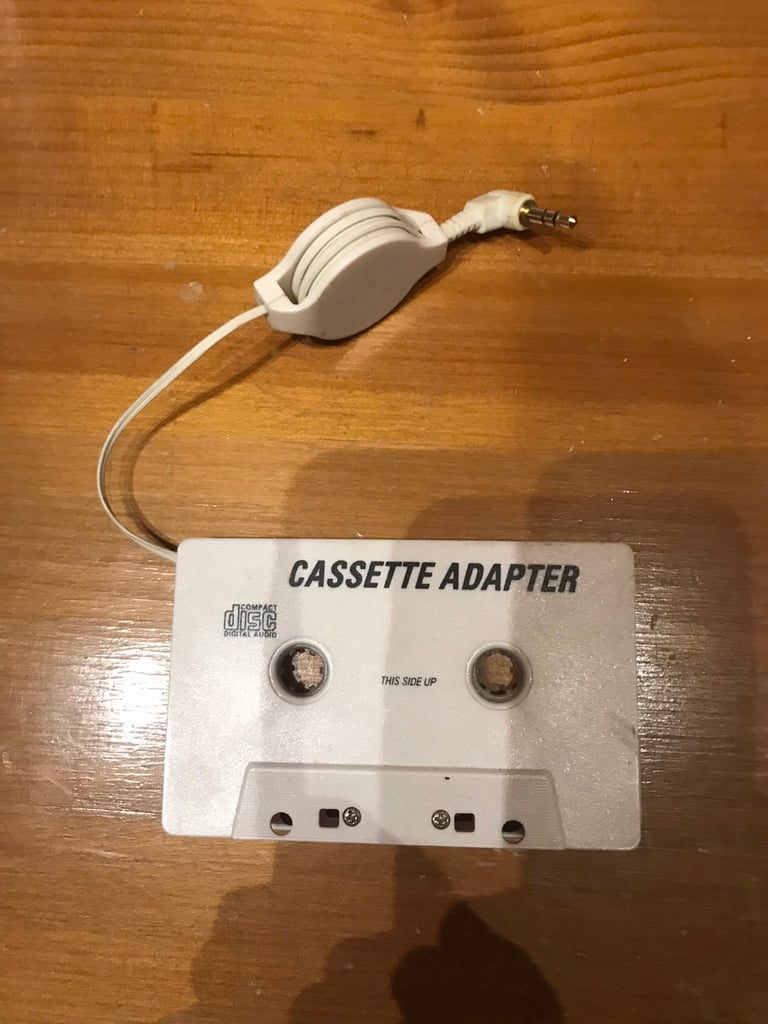 CASSETTE ADAPTER
COMPACT
disc
DIGITAL AUDIO
THIS SIDE UP